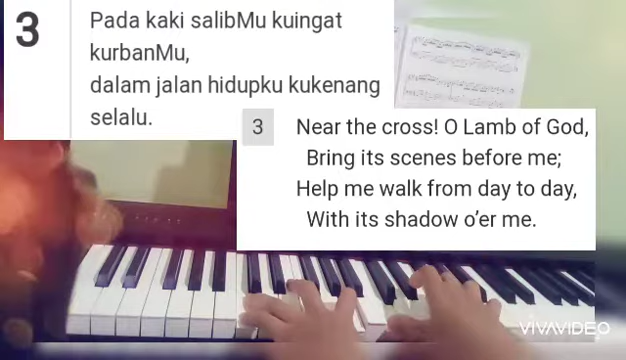 3
Pada kaki salibMu kuingat
kurbanMu,
dalam jalan hidupku kukenang
selalu.
3
Near the cross! O Lamb of God,
Bring its scenes before me;
Help me walk from day to day,
With its shadow o’er me.
VIVAVIDEO